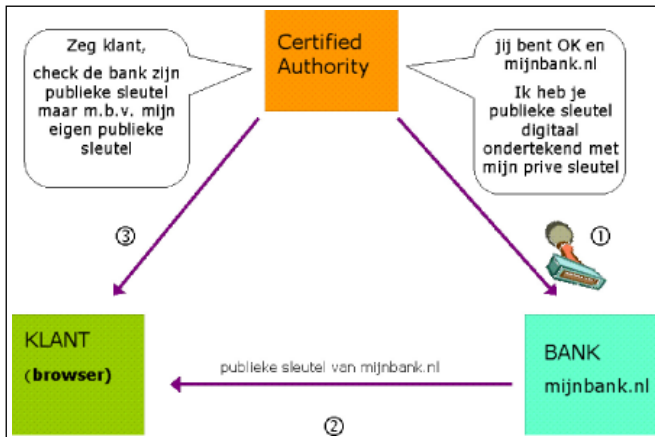 Zeg klant,
check de bank zijn
publieke sleutel
maar m.b.v. mijn
eigen publieke
sleutel
Certified
Authority
jij bent OK en
mijnbank.nl
Ik heb je
publieke sleutel
digitaal
ondertekend met
mijn prive sleutel
③
①
KLANT
(browser)
publieke sleutel van mijnbank.nl
②
BANK
mijnbank.nl